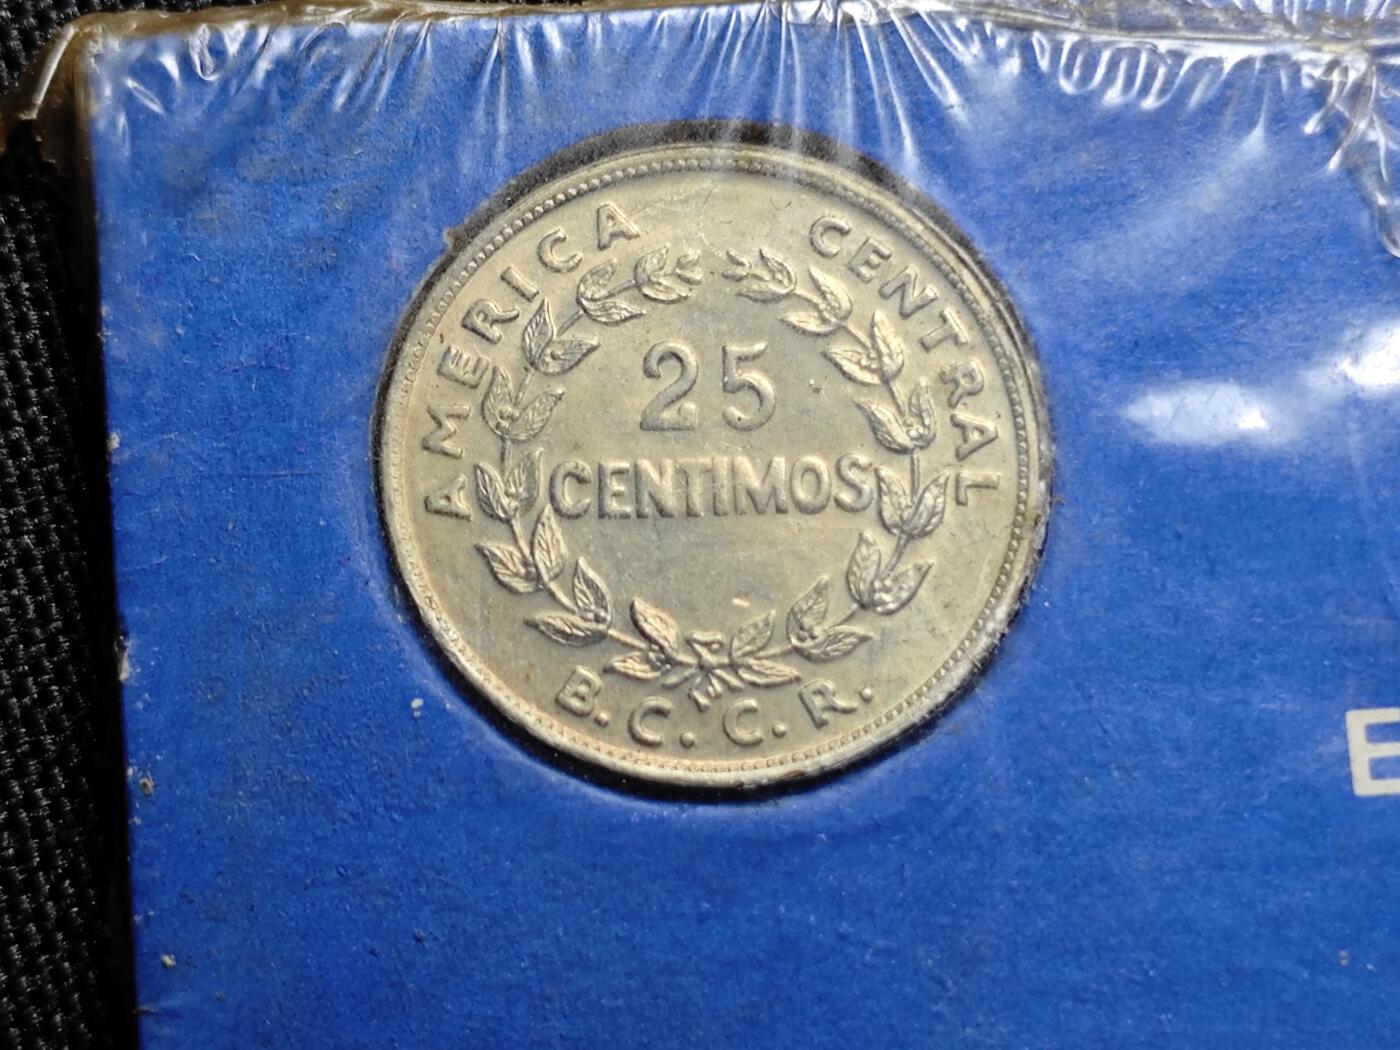 AMERICA CENTRAL
25
CENTIMOS
B.C.C.R.
E